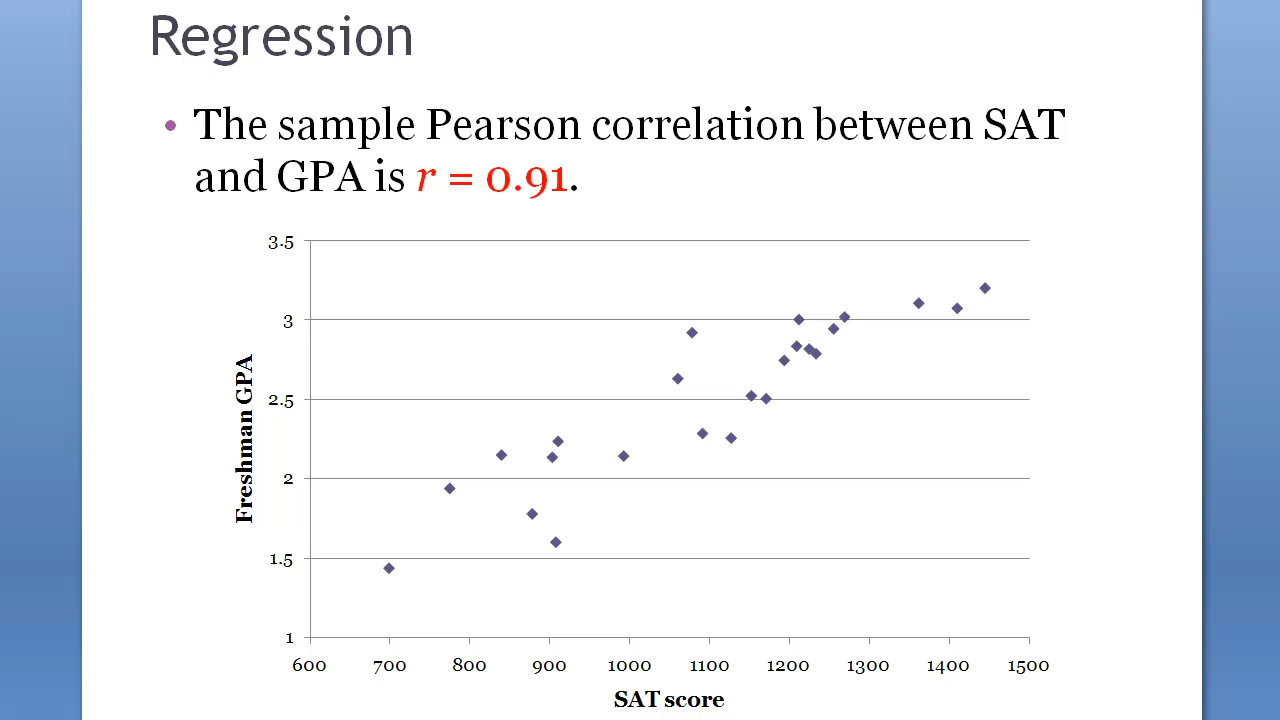 Regression
• The sample Pearson correlation between SAT
and GPA is r = 0.91.
3.5
3
2.5
2
1.5
1
Freshman GPA
600 700 800 900 1000 1100 1200 1300 1400 1500
SAT score